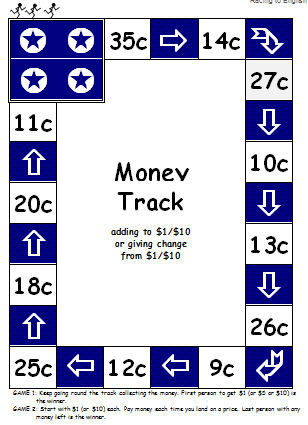 Racing to English
35c 14c
27c
11c
10c
Money
Track
20c
adding to $1/$10
or giving change
from $1/$10
13c
18c
26c
25c 12c 9c
GAME 1: Keep going round the track collecting the money. First person to get $1 (or $5 or $10) is
the winner.
GAME 2: Start with $1 (or $10) each. Pay money each time you land on a price. Last person with any
money left is the winner.